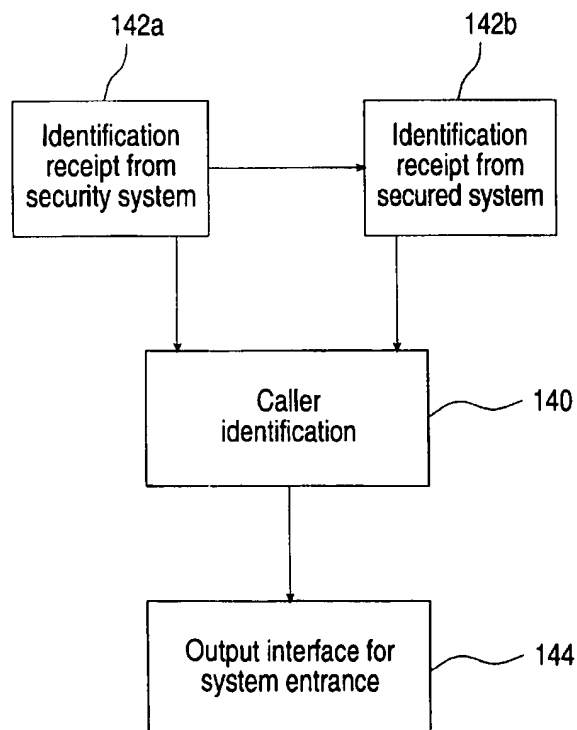 142a
142b
Identification
receipt from
security system
Identification
receipt from
secured system
Caller
identification
140
Output interface for
system entrance
144